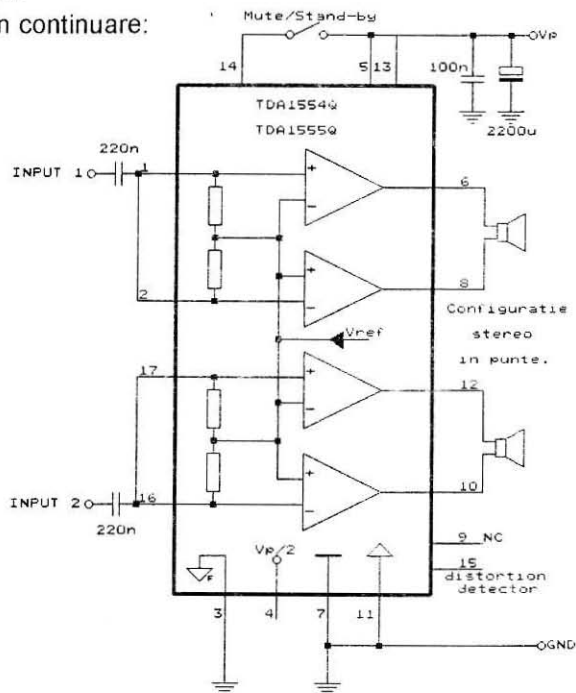 n continuare:
Mute/Stand-by
Vp
14
5 13
100n
2200u
TDA1554Q
TDA1555Q
220n
INPUT 1
1
+
-
6
+
-
2
8
Configuratie
stereo
in punte.
Vref
17
+
-
12
+
-
10
INPUT 2
16
220n
9 NC
15
distortion
detector
Vp/2
3
4
7
11
GND